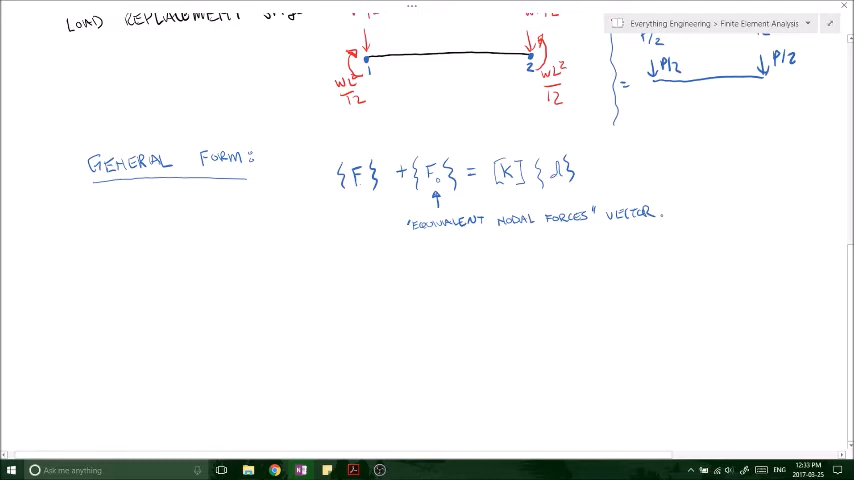 LOAD REPLACEMENT
Everything Engineering > Finite Element Analysis
P/2
WL²
12
1
2
WL²
12
=
P/2
P/2
GENERAL FORM:
{F} + {F₀} = [K] {d}
"EQUIVALENT NODAL FORCES" VECTOR.
Ask me anything
ENG
12:33 PM
2017-03-25